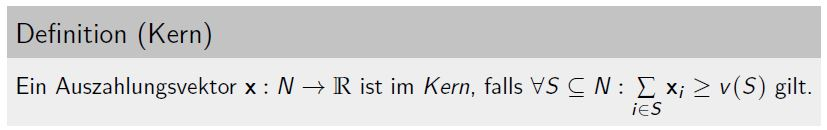 Definition (Kern)
Ein Auszahlungsvektor x : N → ℝ ist im Kern, falls ∀S ⊆ N : ∑_{i∈S} x_i ≥ v(S) gilt.